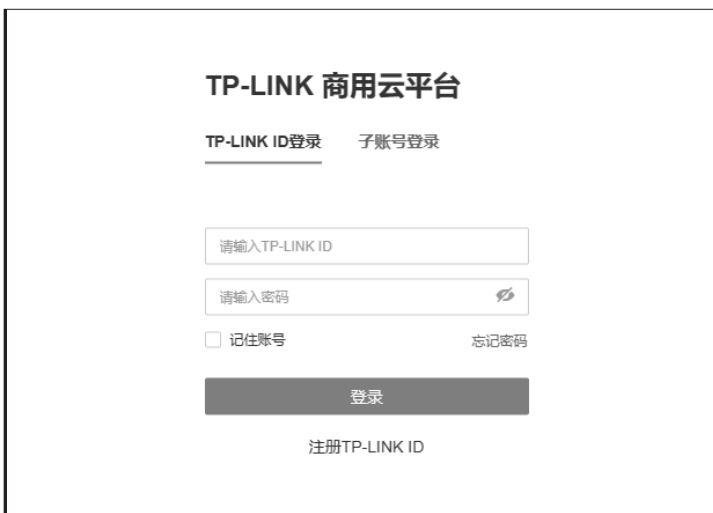 TP-LINK 商用云平台
TP-LINK ID登录 子账号登录
请输入TP-LINK ID
请输入密码
记住账号 忘记密码
登录
注册TP-LINK ID